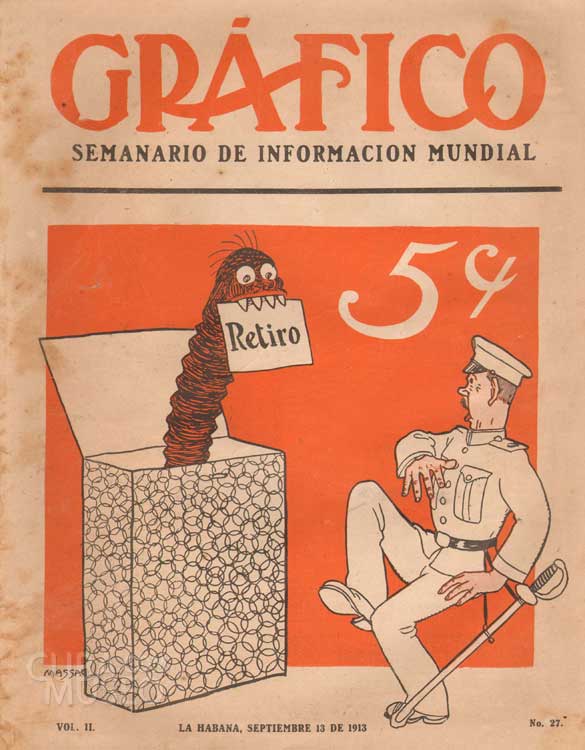 GRÁFICO
SEMANARIO DE INFORMACION MUNDIAL
5¢
Retiro
MASSAG
VOL. II.
LA HABANA, SEPTIEMBRE 13 DE 1913
No. 27.